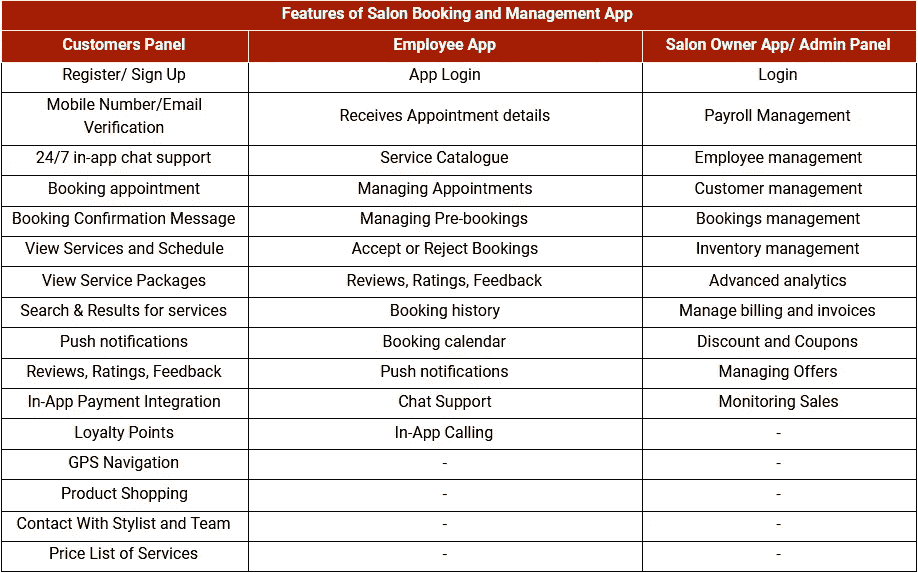 Features of Salon Booking and Management App
Customers Panel Employee App Salon Owner App/ Admin Panel
Register/ Sign Up App Login Login
Mobile Number/Email
Verification Receives Appointment details Payroll Management
24/7 in-app chat support Service Catalogue Employee management
Booking appointment Managing Appointments Customer management
Booking Confirmation Message Managing Pre-bookings Bookings management
View Services and Schedule Accept or Reject Bookings Inventory management
View Service Packages Reviews, Ratings, Feedback Advanced analytics
Search & Results for services Booking history Manage billing and invoices
Push notifications Booking calendar Discount and Coupons
Reviews, Ratings, Feedback Push notifications Managing Offers
In-App Payment Integration Chat Support Monitoring Sales
Loyalty Points In-App Calling -
GPS Navigation - -
Product Shopping - -
Contact With Stylist and Team - -
Price List of Services - -